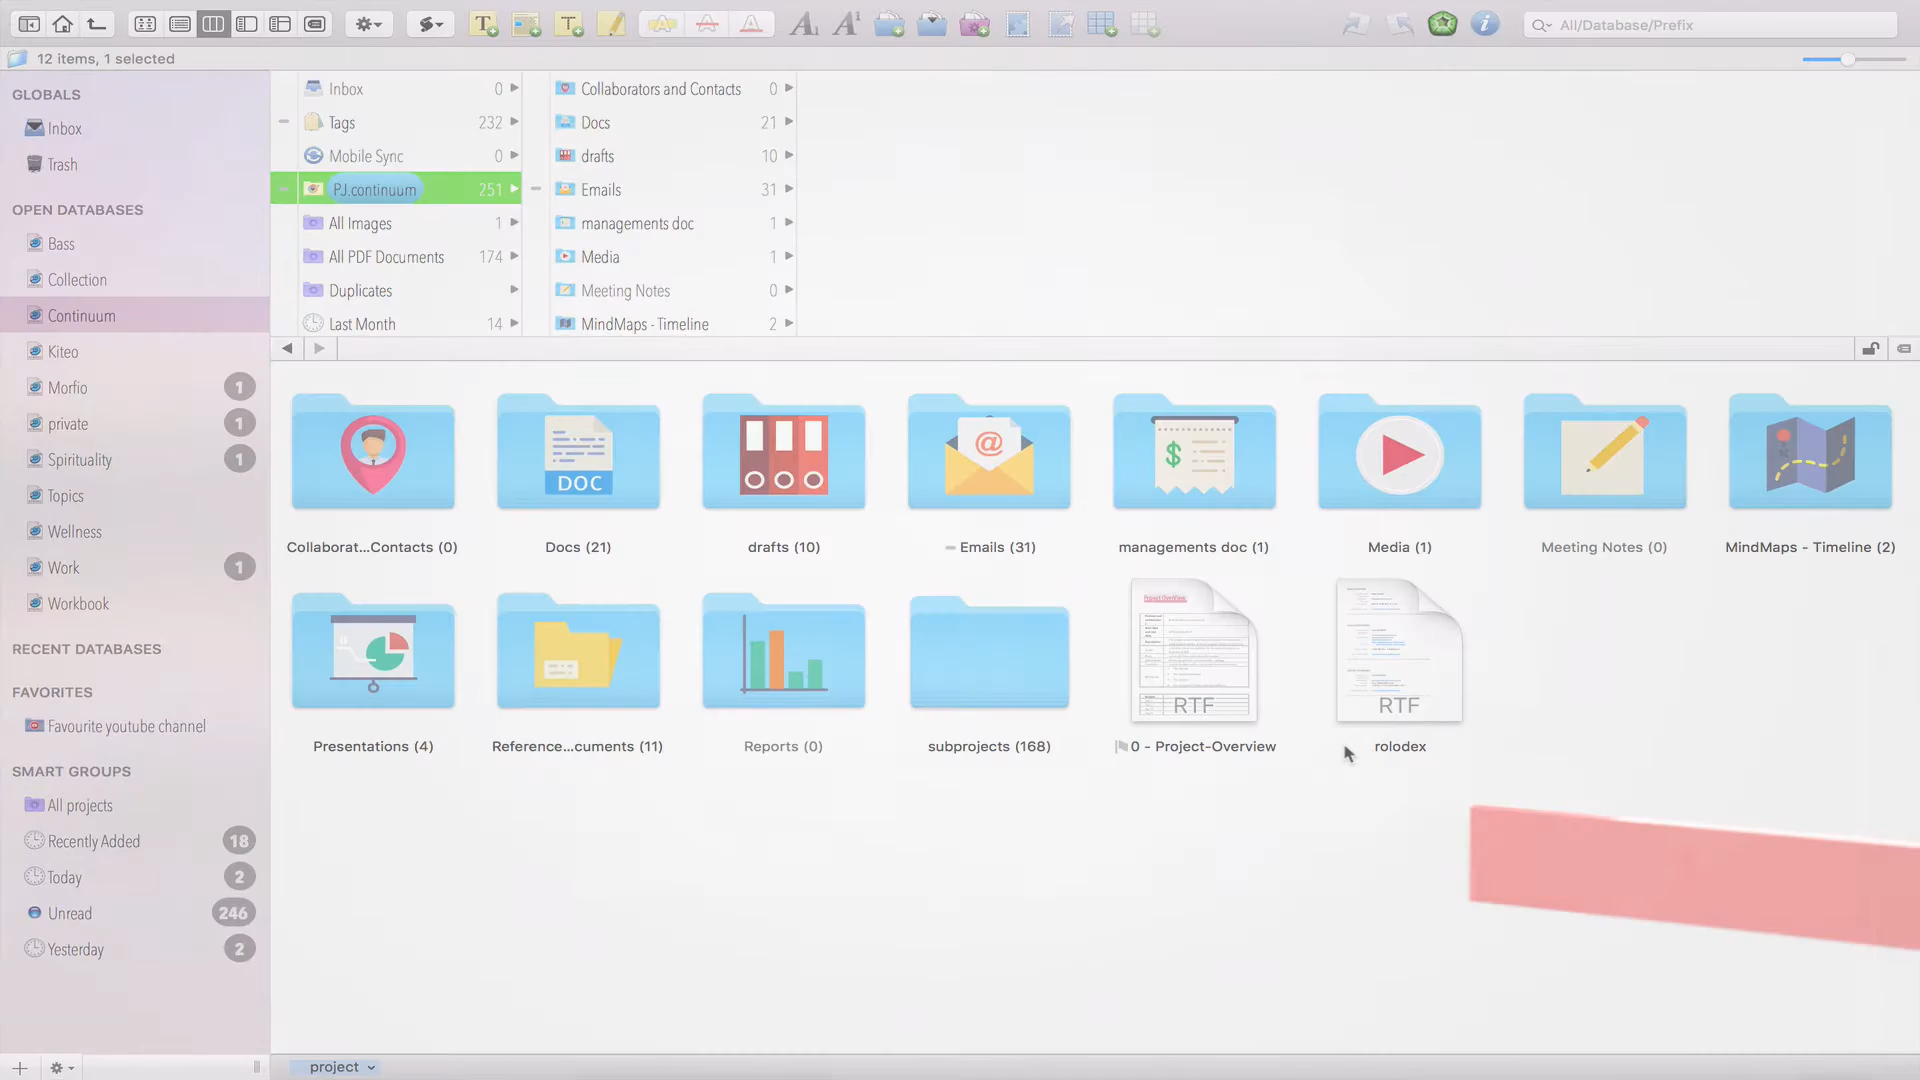 All/Database/Prefix
12 items, 1 selected
GLOBALS
Inbox
Trash
OPEN DATABASES
Bass
Collection
Continuum
Kiteo
Morfio 1
private 1
Spirituality 1
Topics
Wellness
Work 1
Workbook
RECENT DATABASES
FAVORITES
Favourite youtube channel
SMART GROUPS
All projects
Recently Added 18
Today 2
Unread 246
Yesterday 2
Inbox 0
Tags 232
Mobile Sync 0
PJ.continuum 251
All Images 1
All PDF Documents 174
Duplicates
Last Month 14
Collaborators and Contacts 0
Docs 21
drafts 10
Emails 31
managements doc 1
Media 1
Meeting Notes 0
MindMaps - Timeline 2
DOC
Collaborat...Contacts (0)
Docs (21)
drafts (10)
Emails (31)
managements doc (1)
Media (1)
Meeting Notes (0)
MindMaps - Timeline (2)
Project OverView:
RTF
RTF
Presentations (4)
Reference...cuments (11)
Reports (0)
subprojects (168)
0 - Project-Overview
rolodex
project